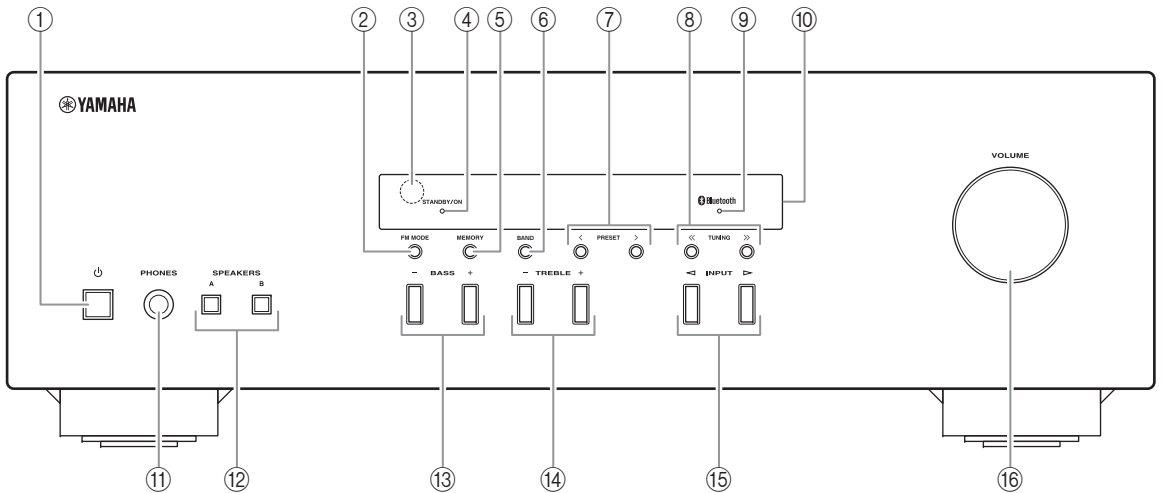 ① ② ③ ④ ⑤ ⑥ ⑦ ⑧ ⑨ ⑩
YAMAHA
VOLUME
STANDBY/ON
Bluetooth
FM MODE MEMORY BAND < PRESET > << TUNING >>
PHONES SPEAKERS − BASS + − TREBLE + ◁ INPUT ▷
A B
⑪ ⑫ ⑬ ⑭ ⑮ ⑯